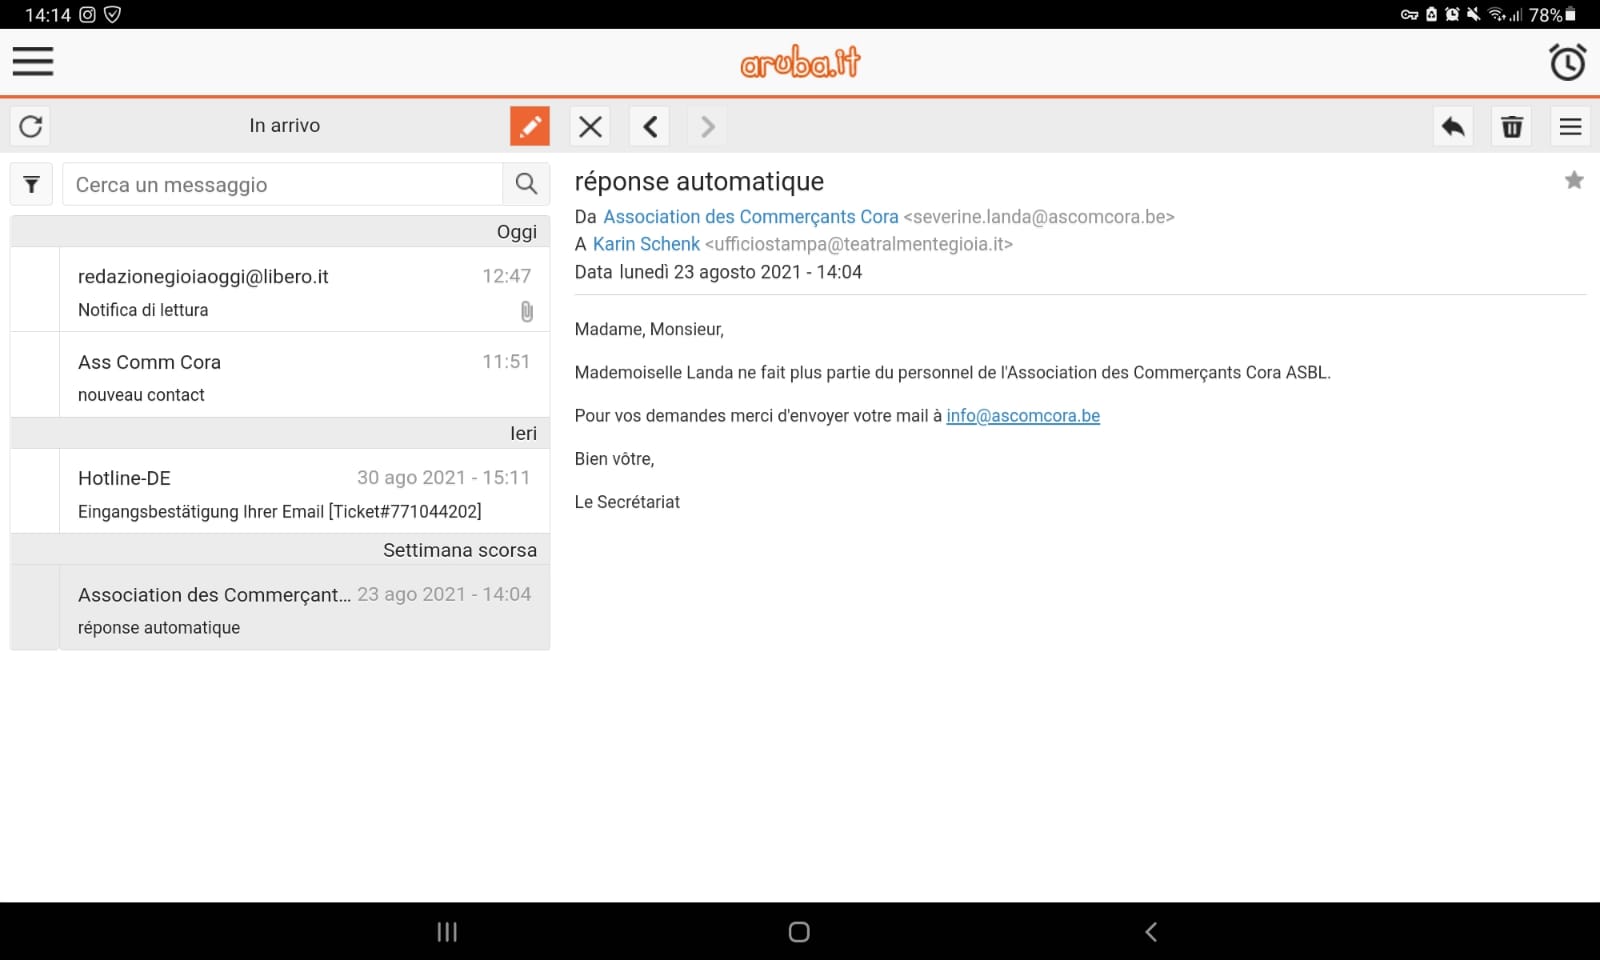 14:14
78%
aruba.it
In arrivo
Cerca un messaggio
Oggi
redazionegioiaoggi@libero.it 12:47
Notifica di lettura
Ass Comm Cora 11:51
nouveau contact
Ieri
Hotline-DE 30 ago 2021 - 15:11
Eingangsbestätigung Ihrer Email [Ticket#771044202]
Settimana scorsa
Association des Commerçant... 23 ago 2021 - 14:04
réponse automatique
réponse automatique
Da Association des Commerçants Cora <severine.landa@ascomcora.be>
A Karin Schenk <ufficiostampa@teatralmentegioia.it>
Data lunedì 23 agosto 2021 - 14:04
Madame, Monsieur,
Mademoiselle Landa ne fait plus partie du personnel de l'Association des Commerçants Cora ASBL.
Pour vos demandes merci d'envoyer votre mail à info@ascomcora.be
Bien vôtre,
Le Secrétariat